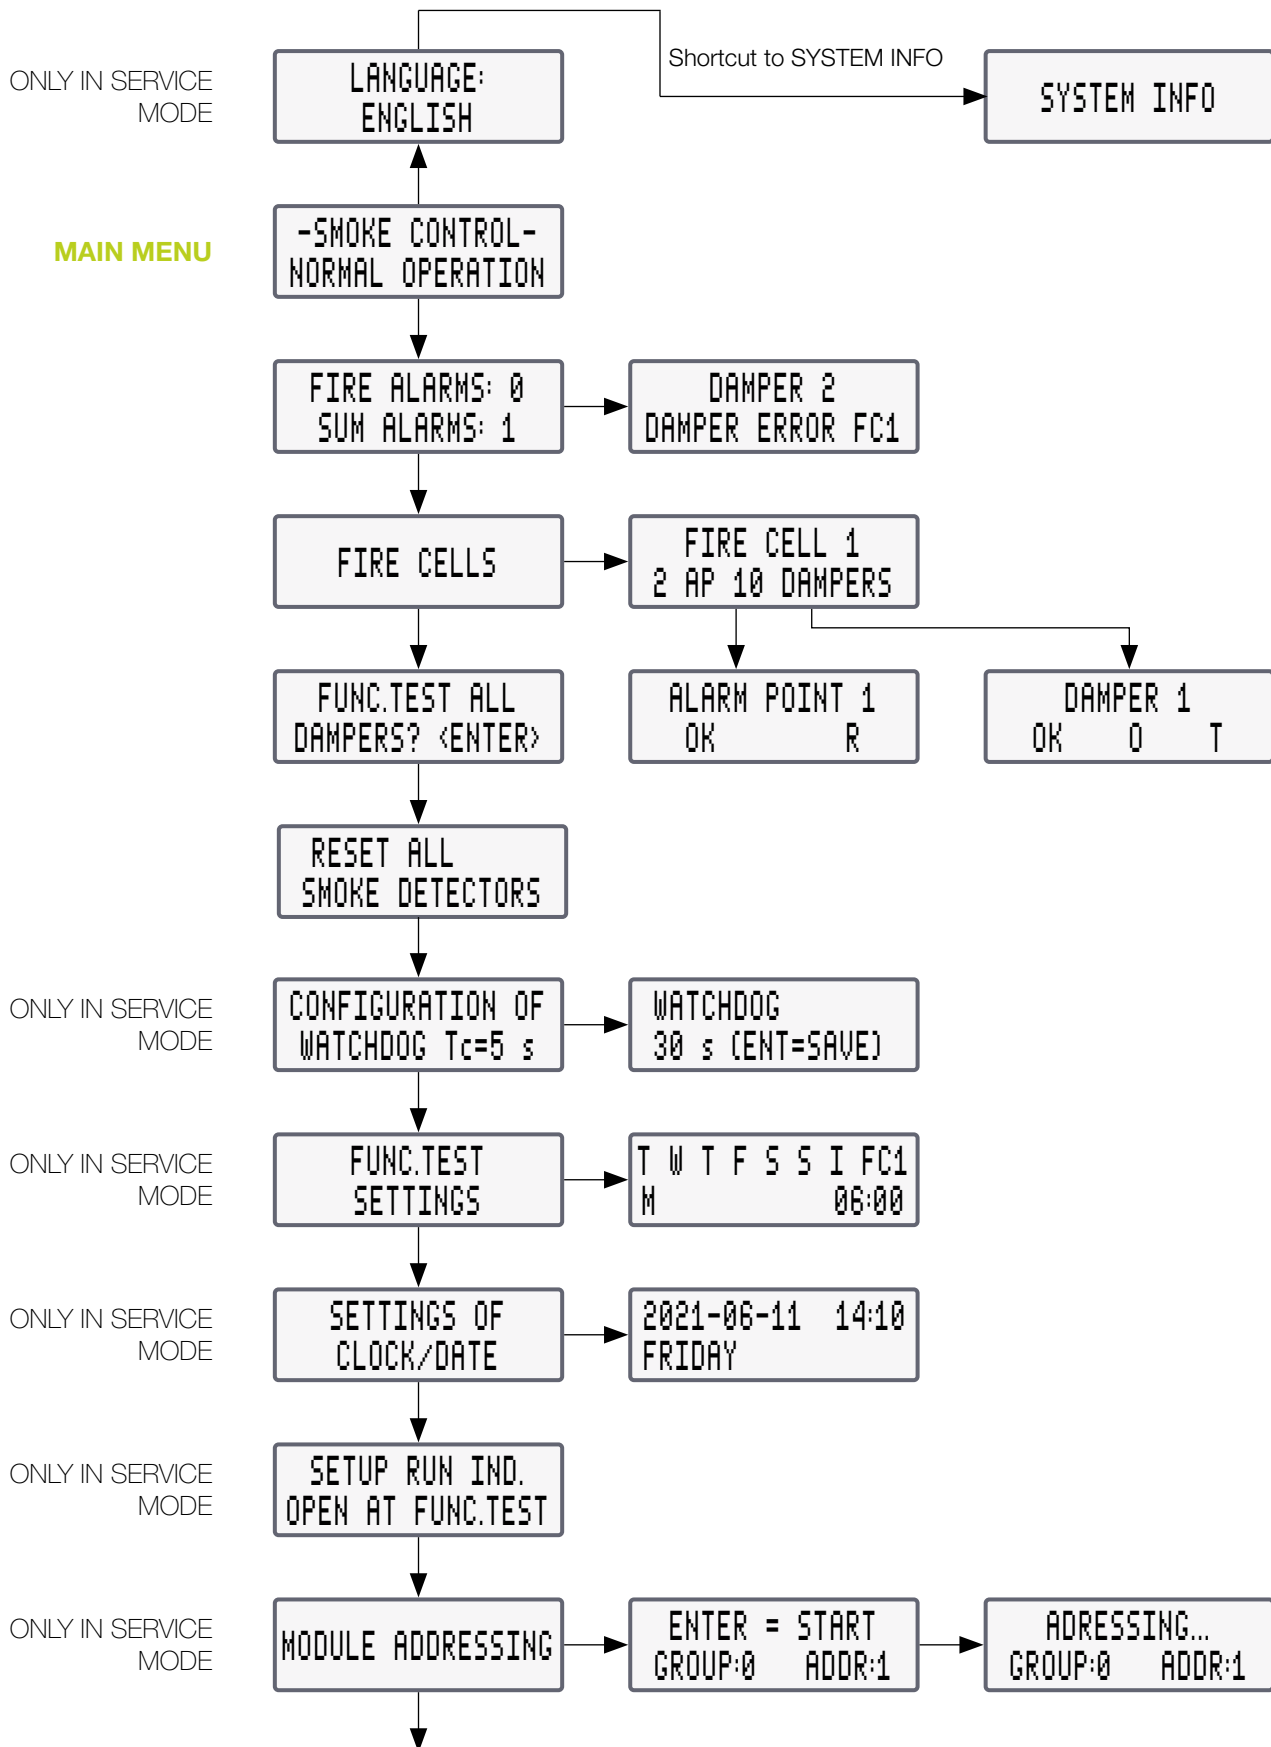 Shortcut to SYSTEM INFO
ONLY IN SERVICE
MODE
LANGUAGE:
ENGLISH
SYSTEM INFO
MAIN MENU
-SMOKE CONTROL-
NORMAL OPERATION
FIRE ALARMS: 0
SUM ALARMS: 1
DAMPER 2
DAMPER ERROR FC1
FIRE CELLS
FIRE CELL 1
2 AP 10 DAMPERS
FUNC.TEST ALL
DAMPERS? <ENTER>
ALARM POINT 1
OK R
DAMPER 1
OK O T
RESET ALL
SMOKE DETECTORS
ONLY IN SERVICE
MODE
CONFIGURATION OF
WATCHDOG Tc=5 s
WATCHDOG
30 s (ENT=SAVE)
ONLY IN SERVICE
MODE
FUNC.TEST
SETTINGS
T W T F S S I FC1
M 06:00
ONLY IN SERVICE
MODE
SETTINGS OF
CLOCK/DATE
2021-06-11 14:10
FRIDAY
ONLY IN SERVICE
MODE
SETUP RUN IND.
OPEN AT FUNC.TEST
ONLY IN SERVICE
MODE
MODULE ADDRESSING
ENTER = START
GROUP:0 ADDR:1
ADRESSING...
GROUP:0 ADDR:1